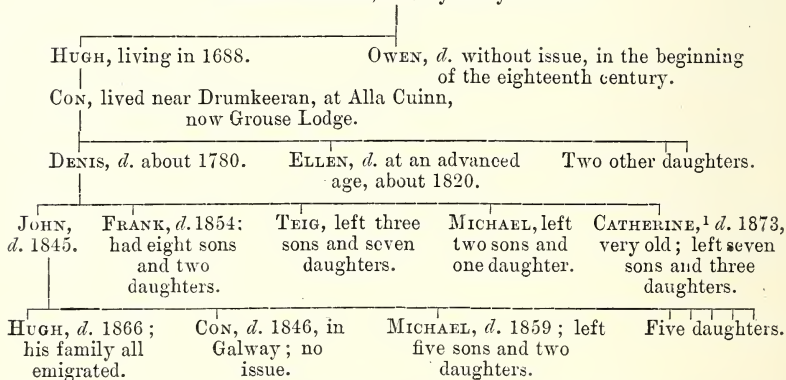 HUGH, living in 1688.
OWEN, d. without issue, in the beginning
of the eighteenth century.
CON, lived near Drumkeeran, at Alla Cuinn,
now Grouse Lodge.
DENIS, d. about 1780.
ELLEN, d. at an advanced
age, about 1820.
Two other daughters.
JOHN,
d. 1845.
FRANK, d. 1854;
had eight sons
and two
daughters.
TEIG, left three
sons and seven
daughters.
MICHAEL, left
two sons and
one daughter.
CATHERINE,¹ d. 1873,
very old; left seven
sons and three
daughters.
HUGH, d. 1866;
his family all
emigrated.
CON, d. 1846, in
Galway; no
issue.
MICHAEL, d. 1859; left
five sons and two
daughters.
Five daughters.